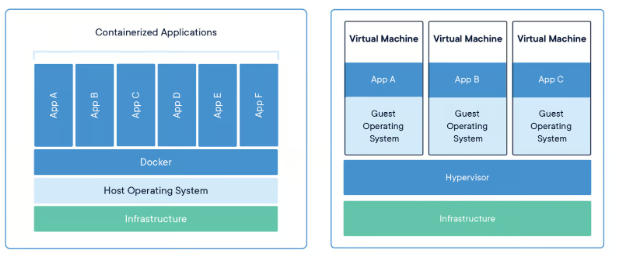 Containerized Applications
App A
App B
App C
App D
App E
App F
Docker
Host Operating System
Infrastructure
Virtual Machine
App A
Guest
Operating
System
Virtual Machine
App B
Guest
Operating
System
Virtual Machine
App C
Guest
Operating
System
Hypervisor
Infrastructure